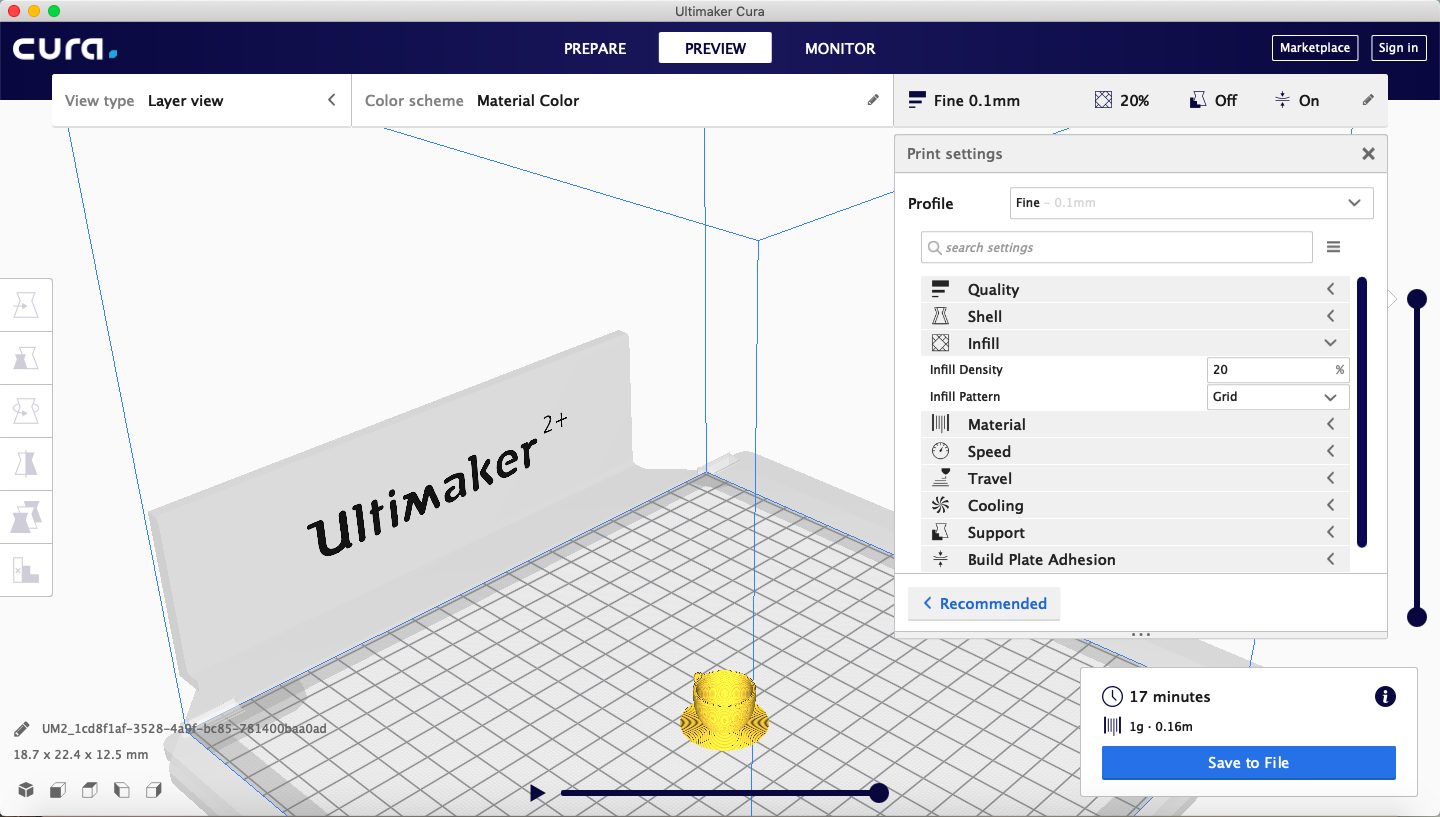 Ultimaker Cura
cura.
PREPARE
PREVIEW
MONITOR
Marketplace
Sign in
View type Layer view
Color scheme Material Color
Fine 0.1mm
20%
Off
On
Print settings
Profile
Fine - 0.1mm
search settings
Quality
Shell
Infill
Infill Density 20 %
Infill Pattern Grid
Material
Speed
Travel
Cooling
Support
Build Plate Adhesion
Recommended
Ultimaker 2+
UM2_1cd8f1af-3528-4a9f-bc85-781400baa0ad
18.7 x 22.4 x 12.5 mm
17 minutes
1g · 0.16m
Save to File